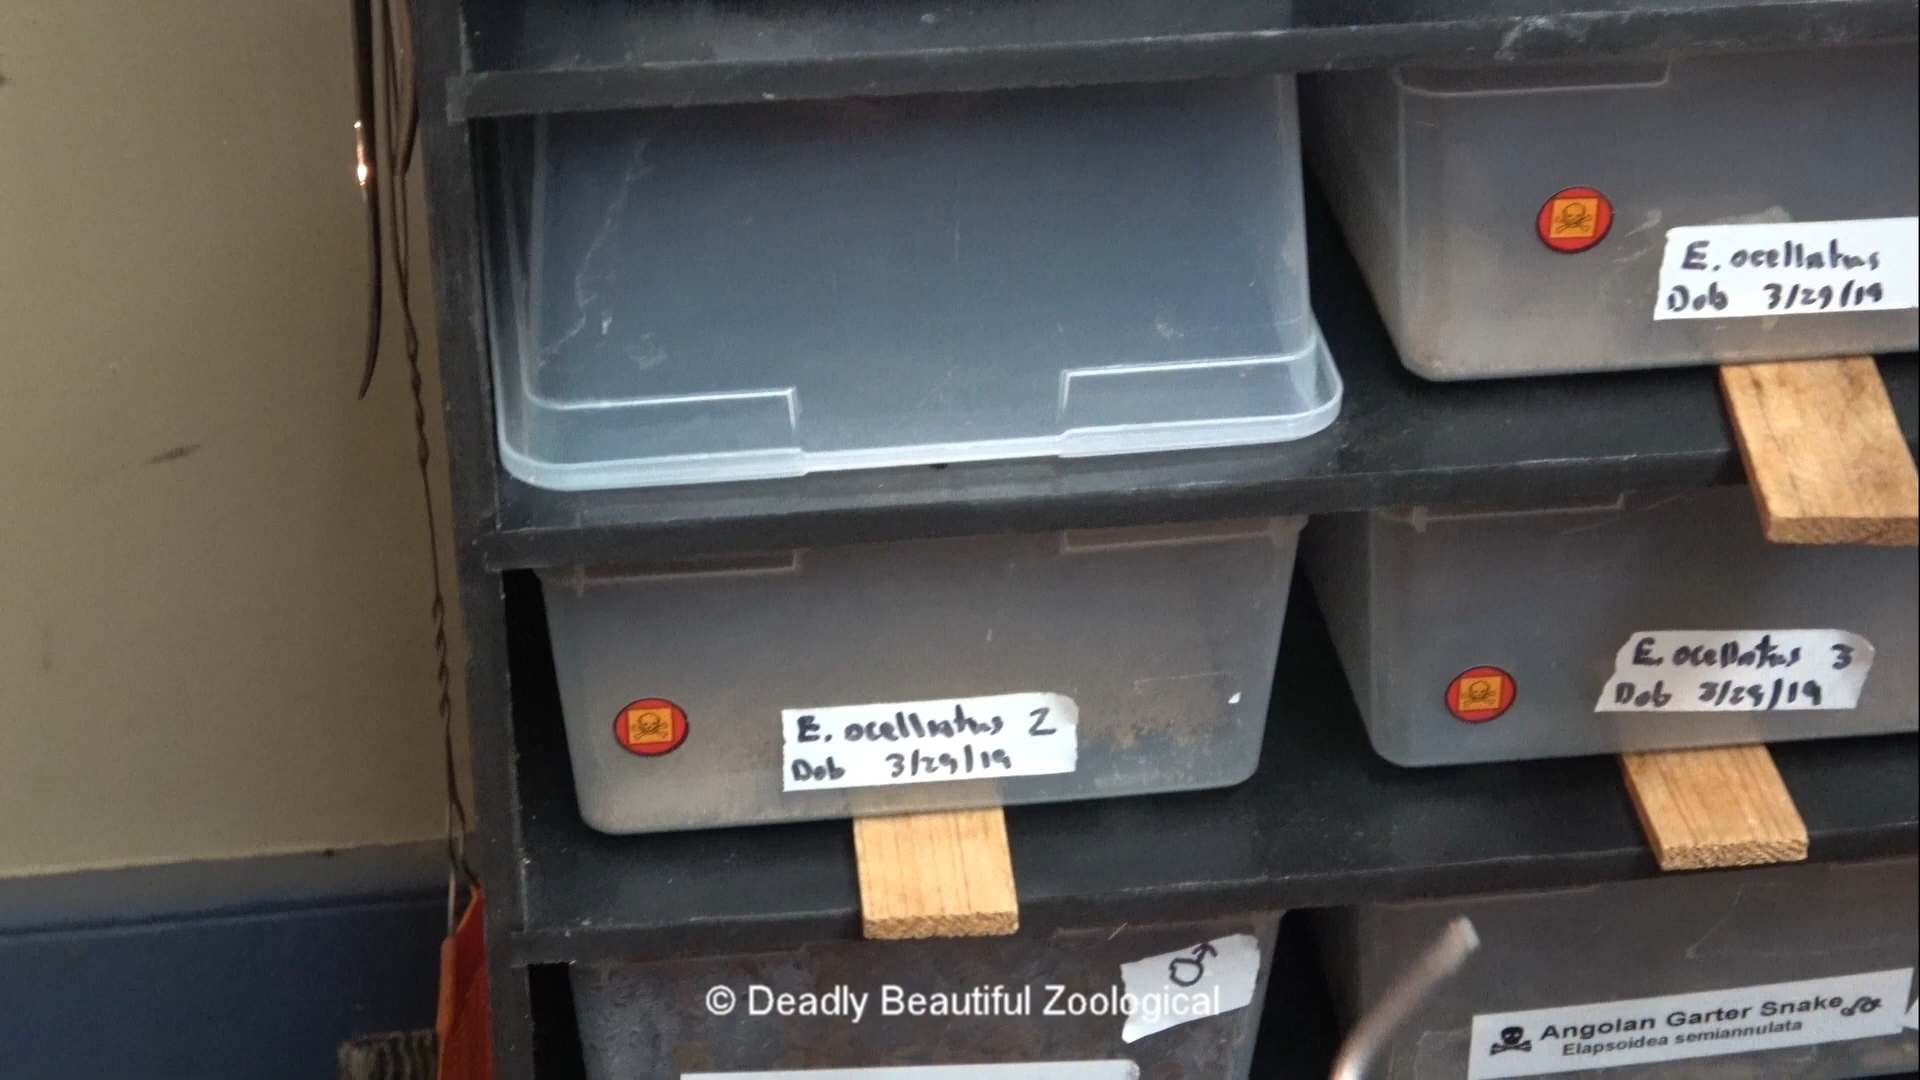 E. ocellatus
Dob 3/29/19
E. ocellatus 3
Dob 3/29/19
E. ocellatus 2
Dob 3/29/19
♂
© Deadly Beautiful Zoological
Angolan Garter Snake
Elapsoidea semiannulata